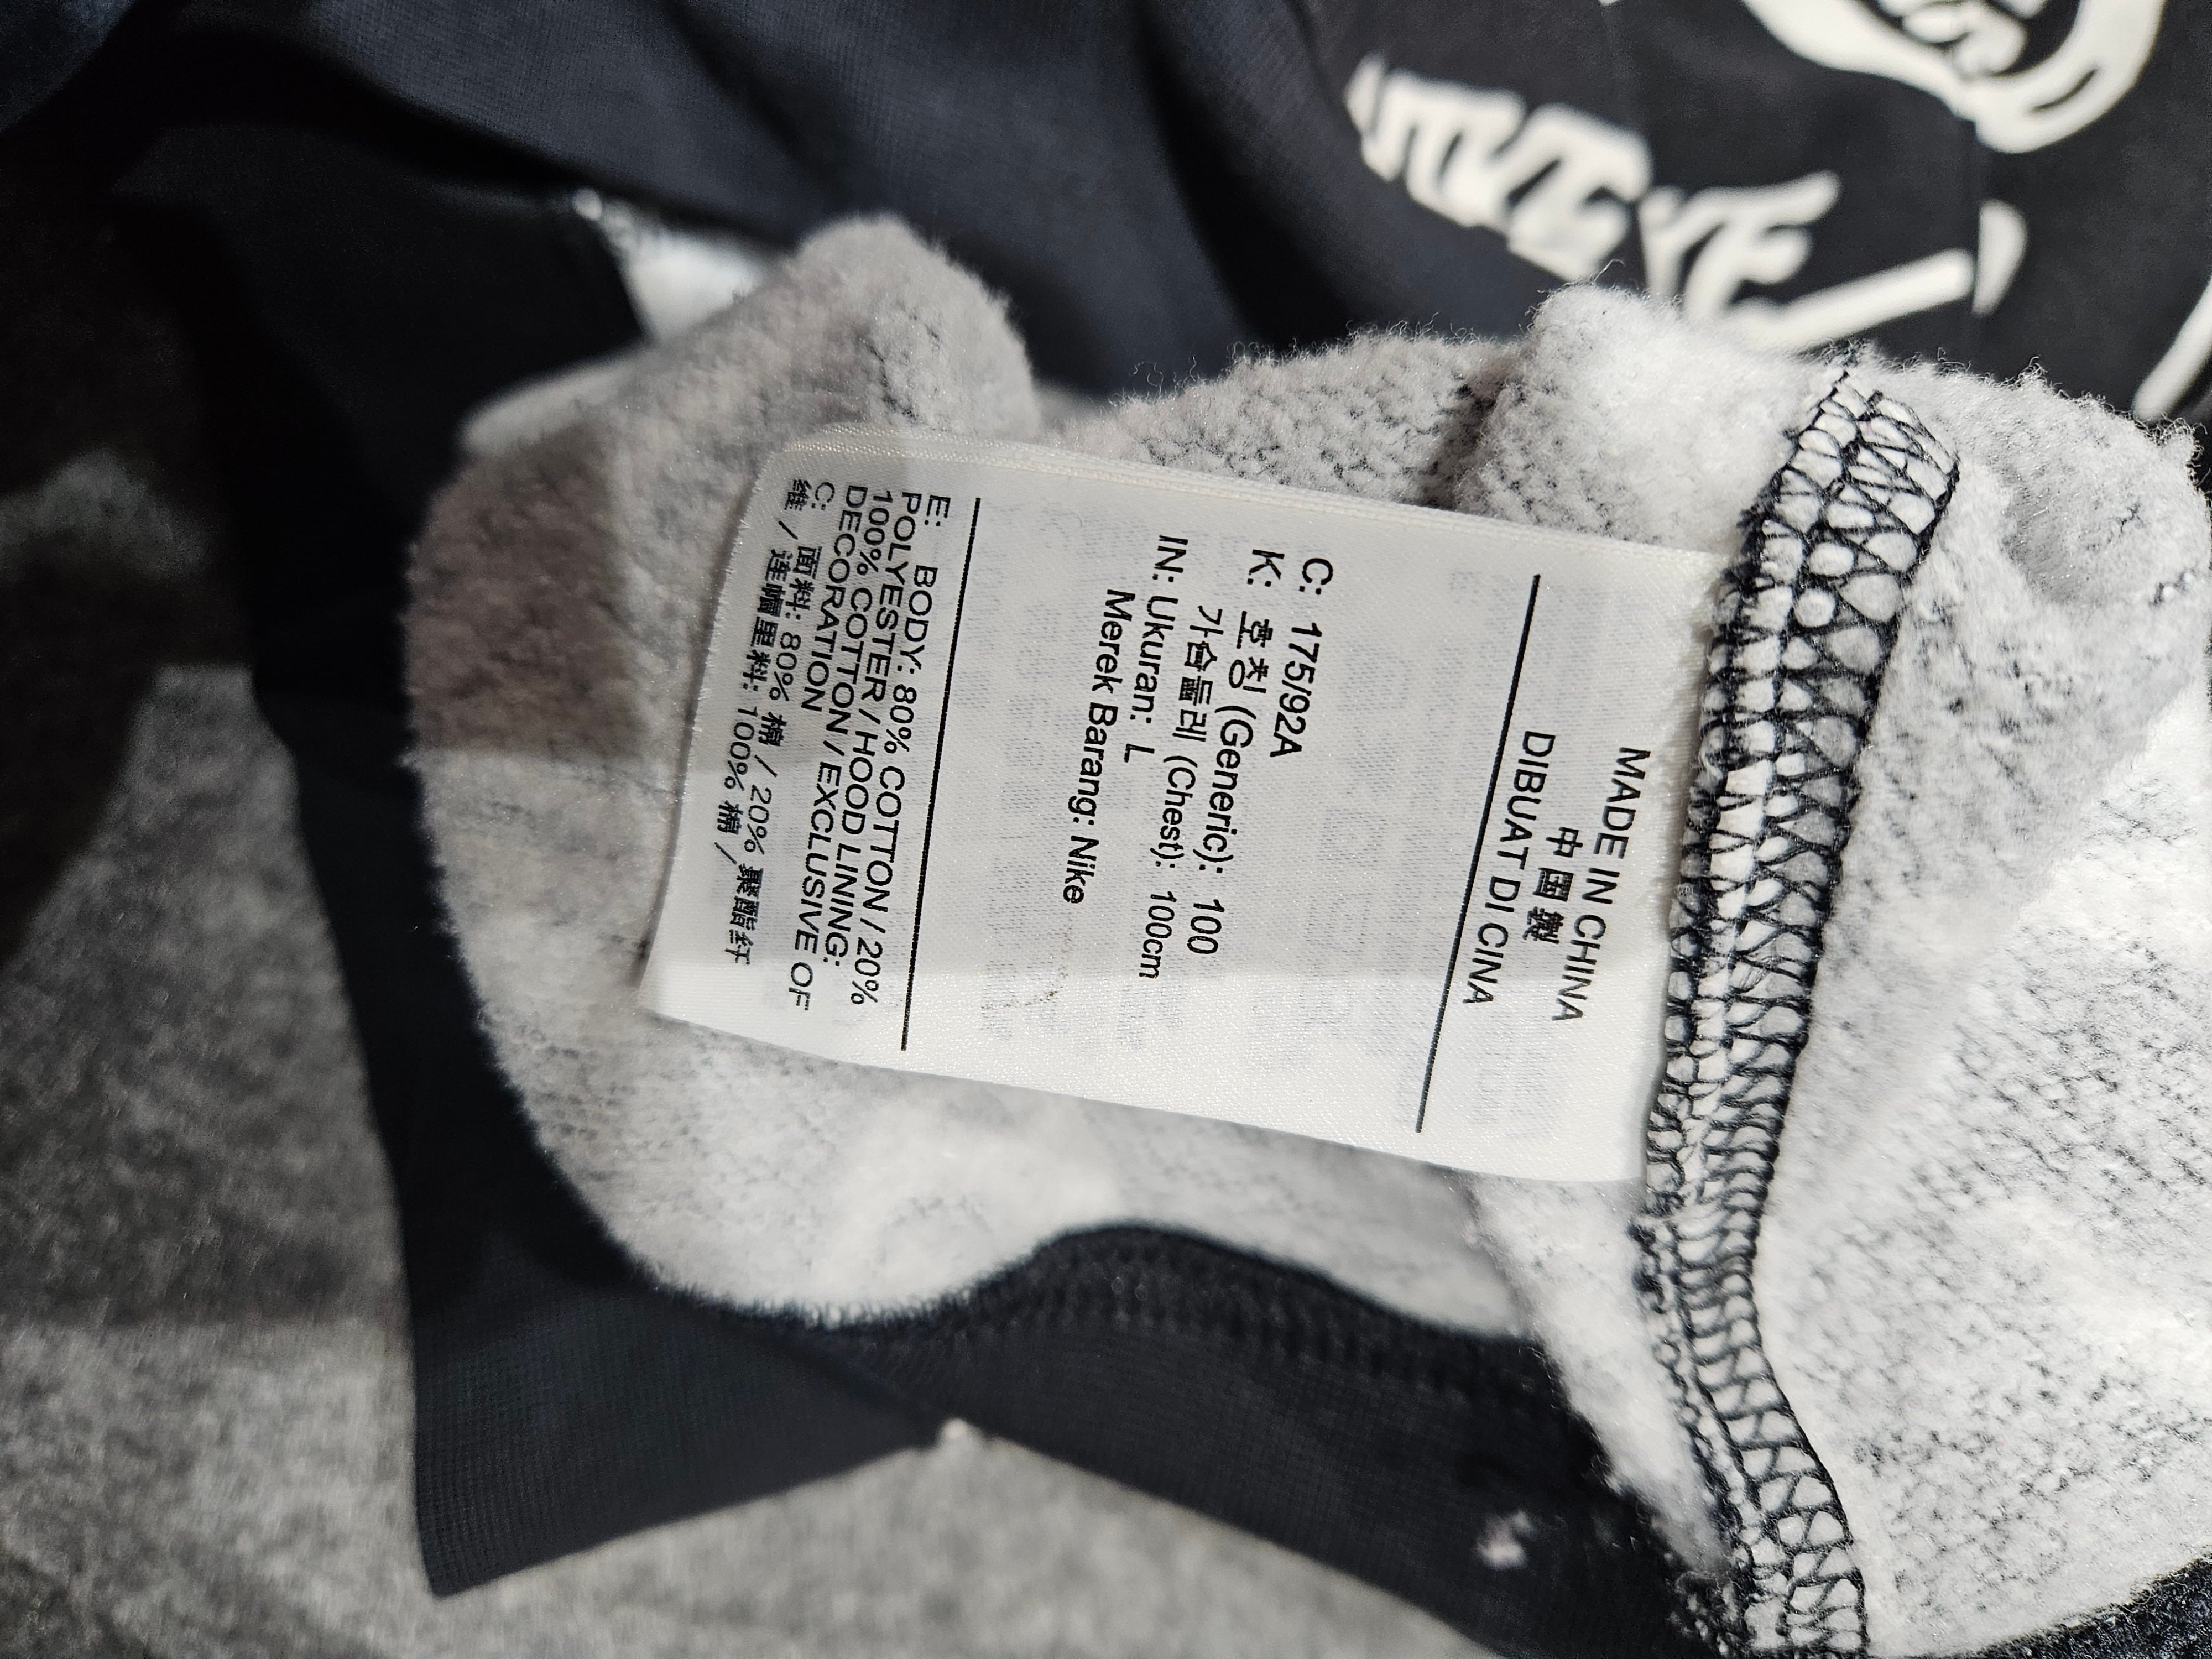 MADE IN CHINA
中國製
DIBUAT DI CINA
C: 175/92A
K: 호칭 (Generic): 100
가슴둘레 (Chest): 100cm
IN: Ukuran: L
Merek Barang: Nike
E: BODY: 80% COTTON / 20%
POLYESTER / HOOD LINING:
100% COTTON / EXCLUSIVE OF
DECORATION
C: 面料: 80% 棉 / 20% 聚酯纤
维 / 连帽里料: 100% 棉 /